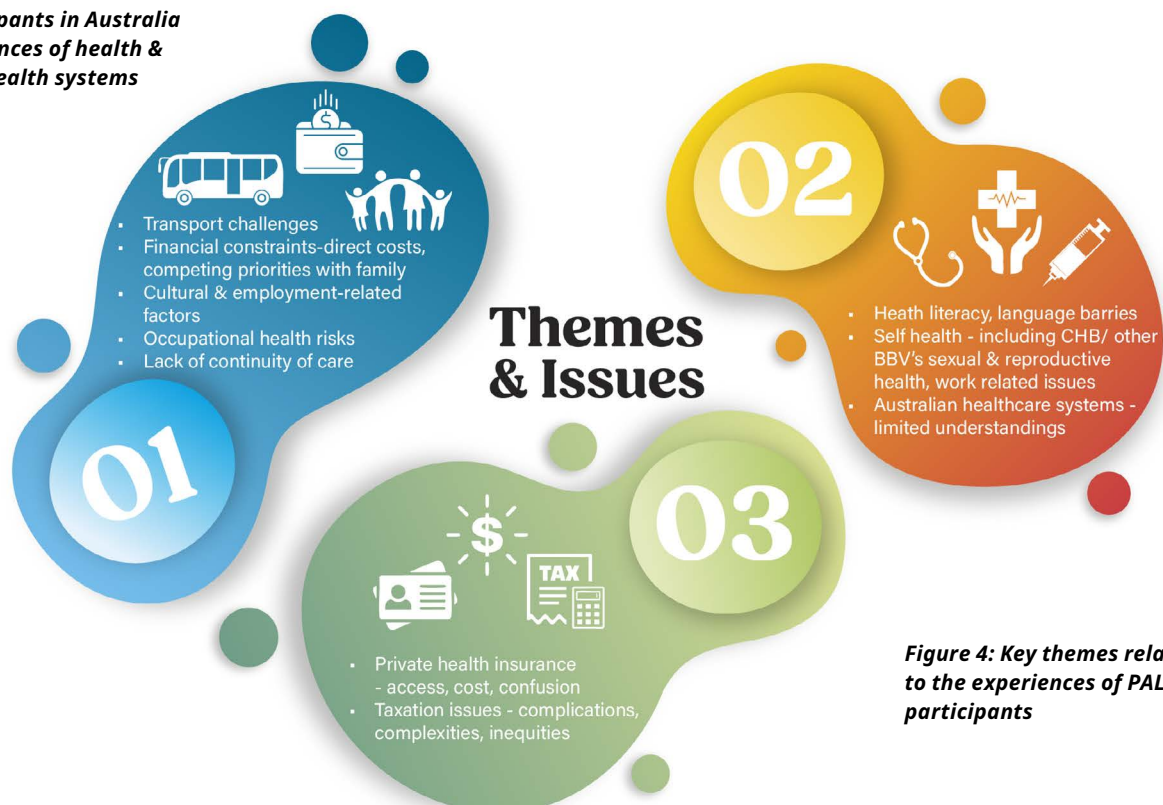 pants in Australia
nces of health &
ealth systems
01
▪ Transport challenges
▪ Financial constraints-direct costs,
competing priorities with family
▪ Cultural & employment-related
factors
▪ Occupational health risks
▪ Lack of continuity of care
Themes
& Issues
02
▪ Heath literacy, language barries
▪ Self health - including CHB/ other
BBV's sexual & reproductive
health, work related issues
▪ Australian healthcare systems -
limited understandings
03
$
TAX
▪ Private health insurance
- access, cost, confusion
▪ Taxation issues - complications,
complexities, inequities
Figure 4: Key themes rela
to the experiences of PAL
participants